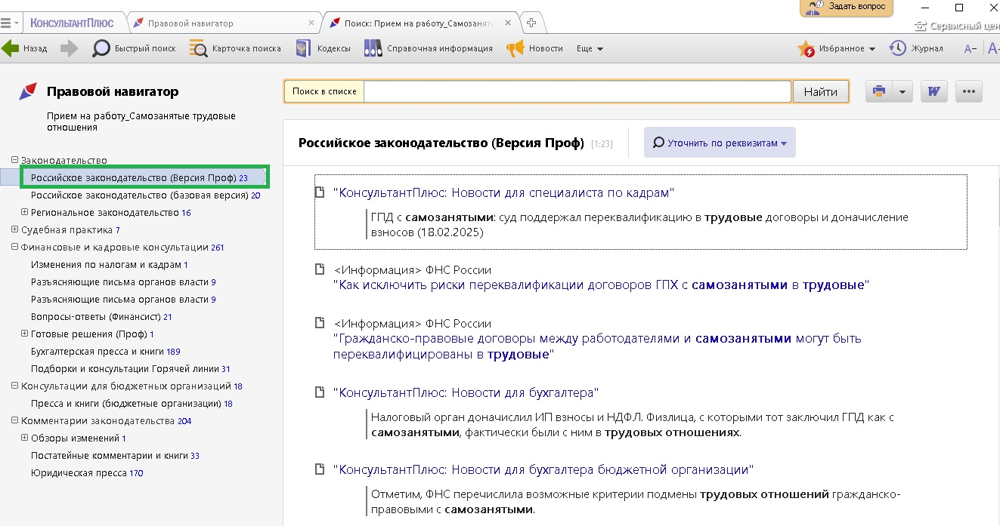 Задать вопрос
КонсультантПлюс
Правовой навигатор
Поиск: Прием на работу_Самозанят
Сервисный цен
Назад
Быстрый поиск
Карточка поиска
Кодексы
Справочная информация
Новости
Еще
Избранное
Журнал
А–
А
Правовой навигатор
Прием на работу_Самозанятые трудовые
отношения
Законодательство
Российское законодательство (Версия Проф) 23
Российское законодательство (базовая версия) 20
Региональное законодательство 16
Судебная практика 7
Финансовые и кадровые консультации 261
Изменения по налогам и кадрам 1
Разъясняющие письма органов власти 9
Разъясняющие письма органов власти 9
Вопросы-ответы (Финансист) 21
Готовые решения (Проф) 1
Бухгалтерская пресса и книги 189
Подборки и консультации Горячей линии 31
Консультации для бюджетных организаций 18
Пресса и книги (бюджетные организации) 18
Комментарии законодательства 204
Обзоры изменений 1
Постатейные комментарии и книги 33
Юридическая пресса 170
Поиск в списке
Найти
W
Российское законодательство (Версия Проф) [1:23]
Уточнить по реквизитам
"КонсультантПлюс: Новости для специалиста по кадрам"
ГПД с самозанятыми: суд поддержал переквалификацию в трудовые договоры и доначисление
взносов (18.02.2025)
<Информация> ФНС России
"Как исключить риски переквалификации договоров ГПХ с самозанятыми в трудовые"
<Информация> ФНС России
"Гражданско-правовые договоры между работодателями и самозанятыми могут быть
переквалифицированы в трудовые"
"КонсультантПлюс: Новости для бухгалтера"
Налоговый орган доначислил ИП взносы и НДФЛ. Физлица, с которыми тот заключил ГПД как с
самозанятыми, фактически были с ним в трудовых отношениях.
"КонсультантПлюс: Новости для бухгалтера бюджетной организации"
Отметим, ФНС перечислила возможные критерии подмены трудовых отношений гражданско-
правовыми с самозанятыми.